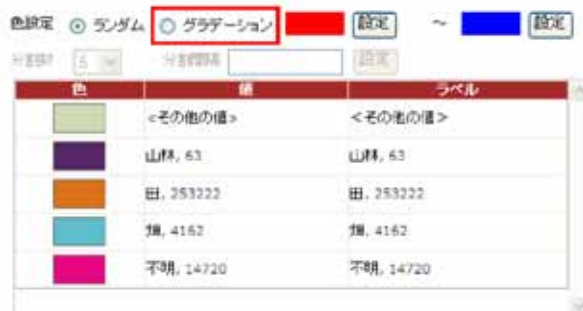 色設定 ランダム グラデーション 設定 ～ 設定
分割数 5 分割間隔 設定
色 値 ラベル
<その他の値> <その他の値>
山林, 63 山林, 63
田, 253222 田, 253222
畑, 4162 畑, 4162
不明, 14720 不明, 14720